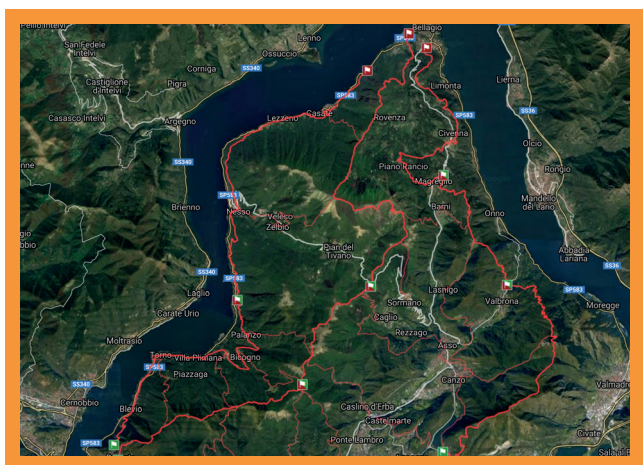 Pellio Intelvi
San Fedele
Intelvi
Lenno
Ossuccio
SS340
Bellagio
Corniga
Castiglione
d'Intelvi
Pigra
SP583
Limonta
Lierna
SS36
Casate
Lezzeno
Casasco Intelvi
Argegno
Rovenza
SP583
Civenna
Olcio
SS340
Piano Rancio
Magreglio
Rongio
Mandello
del Lario
Brienno
Nesso
Veleso
Zelbio
Barni
Onno
Pian del
Tivano
Abbadia
Lariana
SS36
SS340
SP583
Laglio
Lasnigo
Valbrona
SP583
Moregge
Carate Urio
Sormano
Caglio
Rezzago
Moltrasio
Palanzo
Asso
Torno
Villa Pliniana
Bicogno
Piazzaga
Canzo
SS340
Cernobbio
Blevio
Caslino d'Erba
Castelmarte
Ponte Lambro
SP583
Civate